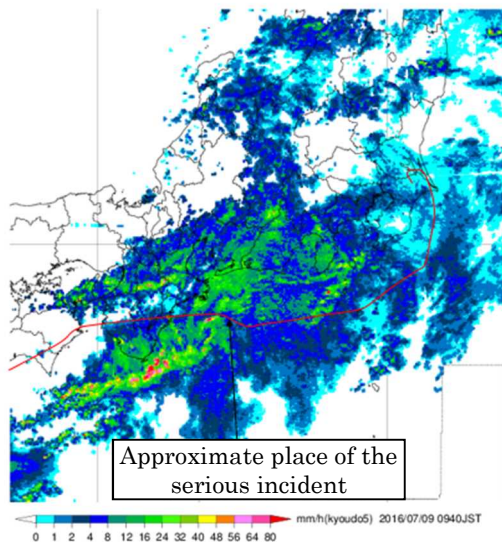 Approximate place of the
serious incident
mm/h(kyoudo5) 2016/07/09 0940JST
0 1 2 4 8 12 16 24 32 40 48 56 64 80